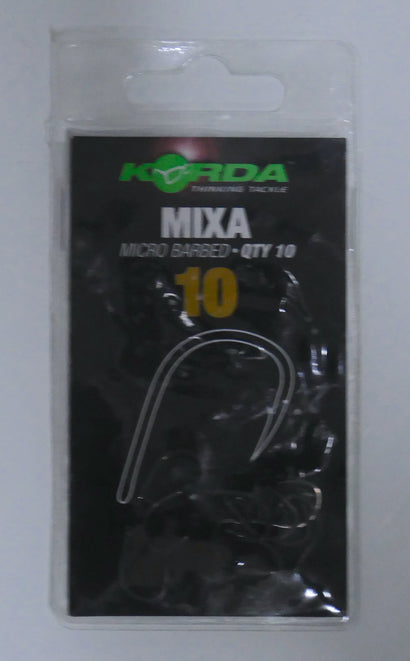 KORDA
THINKING TACKLE
MIXA
MICRO BARBED • QTY 10
10